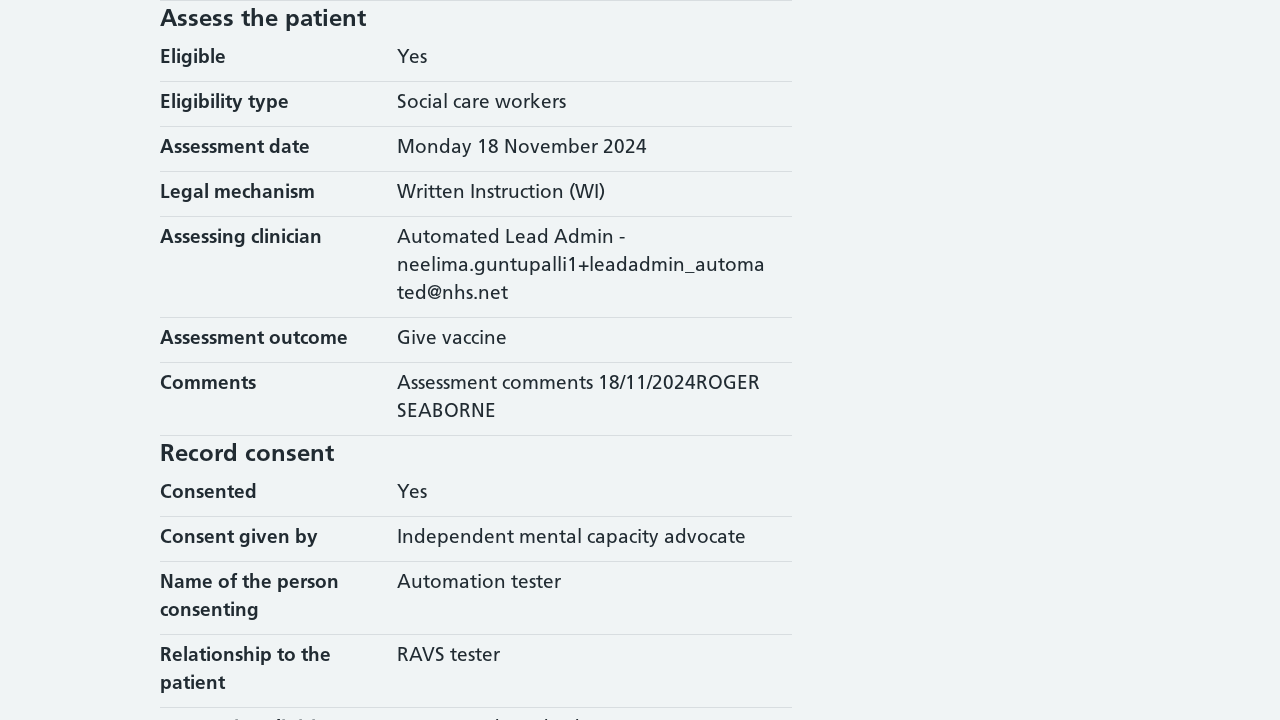 Assess the patient
Eligible Yes
Eligibility type Social care workers
Assessment date Monday 18 November 2024
Legal mechanism Written Instruction (WI)
Assessing clinician Automated Lead Admin -
neelima.guntupalli1+leadadmin_automa
ted@nhs.net
Assessment outcome Give vaccine
Comments Assessment comments 18/11/2024ROGER
SEABORNE
Record consent
Consented Yes
Consent given by Independent mental capacity advocate
Name of the person Automation tester
consenting
Relationship to the RAVS tester
patient